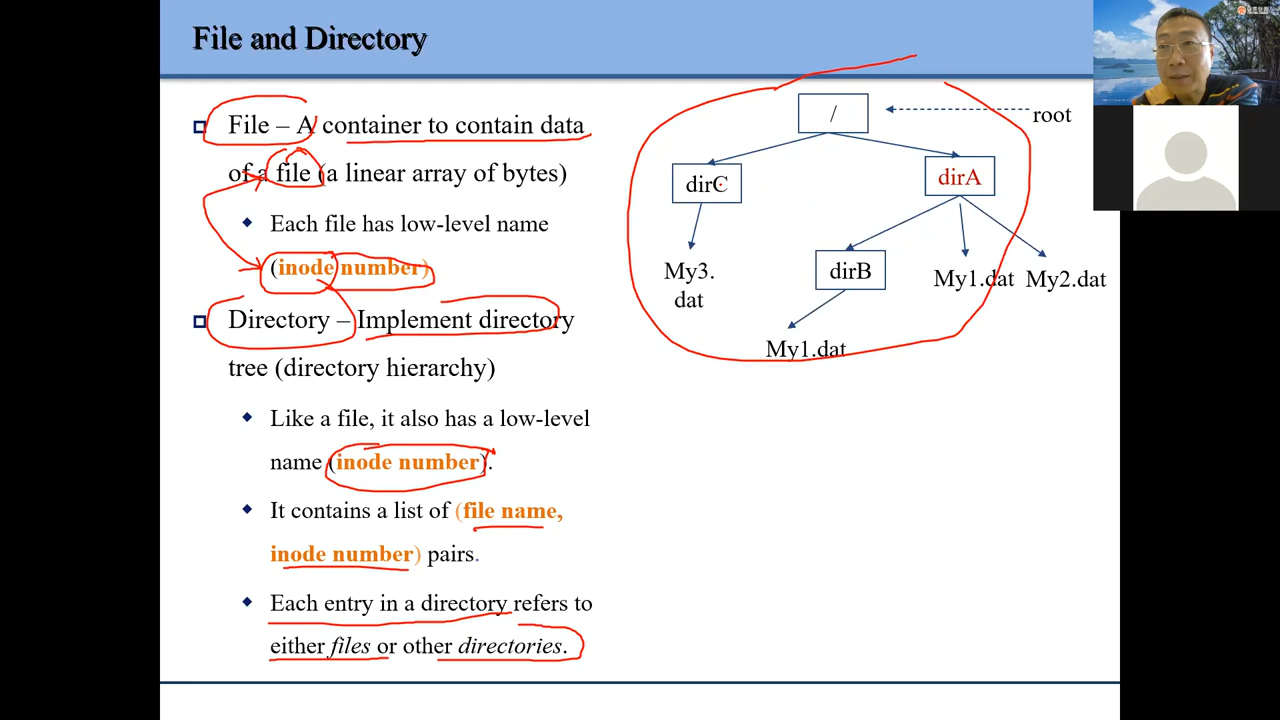 File and Directory
File – A container to contain data
of a file (a linear array of bytes)
Each file has low-level name
(inode number)
Directory – Implement directory
tree (directory hierarchy)
Like a file, it also has a low-level
name (inode number).
It contains a list of (file name,
inode number) pairs.
Each entry in a directory refers to
either files or other directories.
/
root
dirC
dirA
My3.
dat
dirB
My1.dat
My2.dat
My1.dat